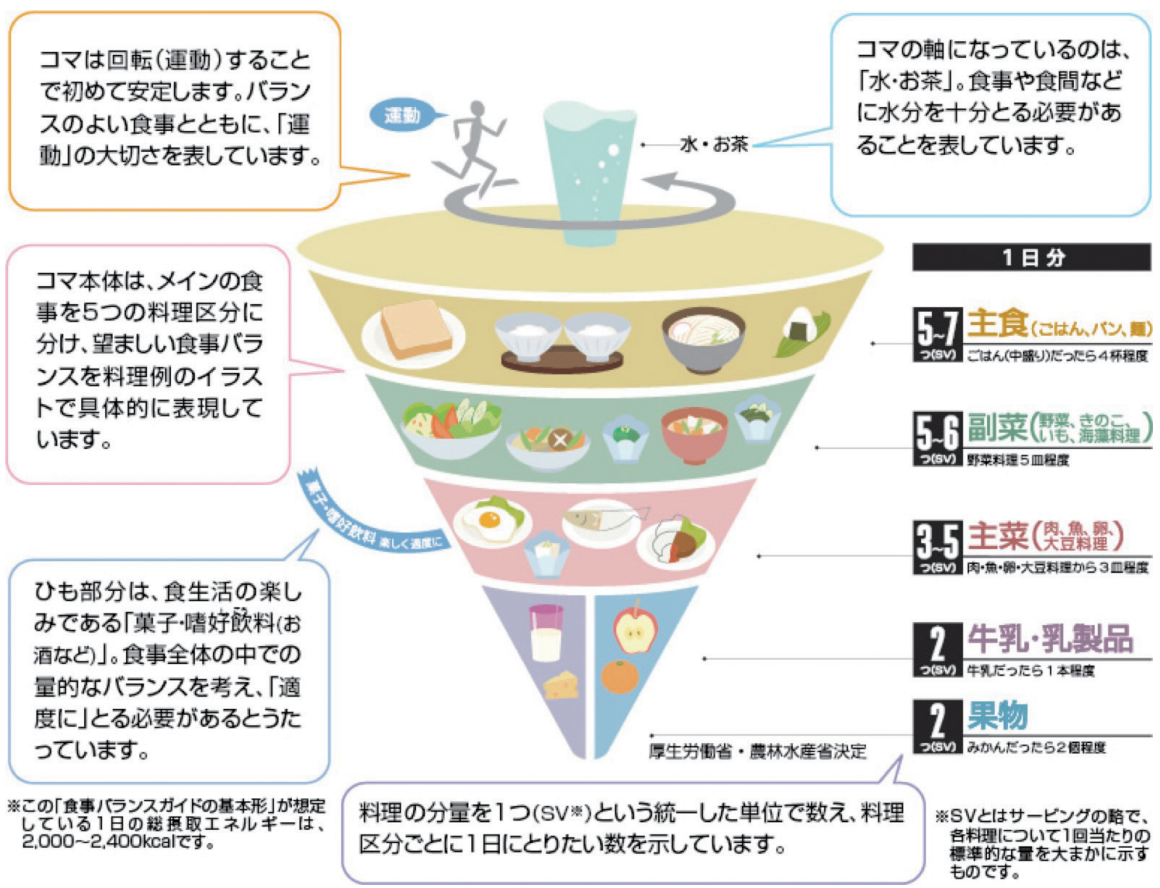 コマは回転(運動)すること
で初めて安定します。バラン
スのよい食事とともに、「運
動」の大切さを表しています。
運動
水・お茶
コマの軸になっているのは、
「水・お茶」。食事や食間など
に水分を十分とる必要があ
ることを表しています。
コマ本体は、メインの食
事を5つの料理区分に
分け、望ましい食事バラ
ンスを料理例のイラス
トで具体的に表現して
います。
1日分
5~7
つ(SV)
主食(ごはん、パン、麺)
ごはん(中盛り)だったら4杯程度
5~6
つ(SV)
副菜(野菜、きのこ、
いも、海藻料理)
野菜料理5皿程度
3~5
つ(SV)
主菜(肉、魚、卵、
大豆料理)
肉・魚・卵・大豆料理から3皿程度
2
つ(SV)
牛乳・乳製品
牛乳だったら1本程度
2
つ(SV)
果物
みかんだったら2個程度
菓子・嗜好飲料 楽しく適度に
ひも部分は、食生活の楽し
しこう
みである「菓子・嗜好飲料(お
酒など)」。食事全体の中での
量的なバランスを考え、「適
度に」とる必要があるとうた
っています。
厚生労働省・農林水産省決定
※この「食事バランスガイドの基本形」が想定
している1日の総摂取エネルギーは、
2,000〜2,400kcalです。
料理の分量を1つ(SV※)という統一した単位で数え、料理
区分ごとに1日にとりたい数を示しています。
※SVとはサービングの略で、
各料理について1回当たりの
標準的な量を大まかに示す
ものです。